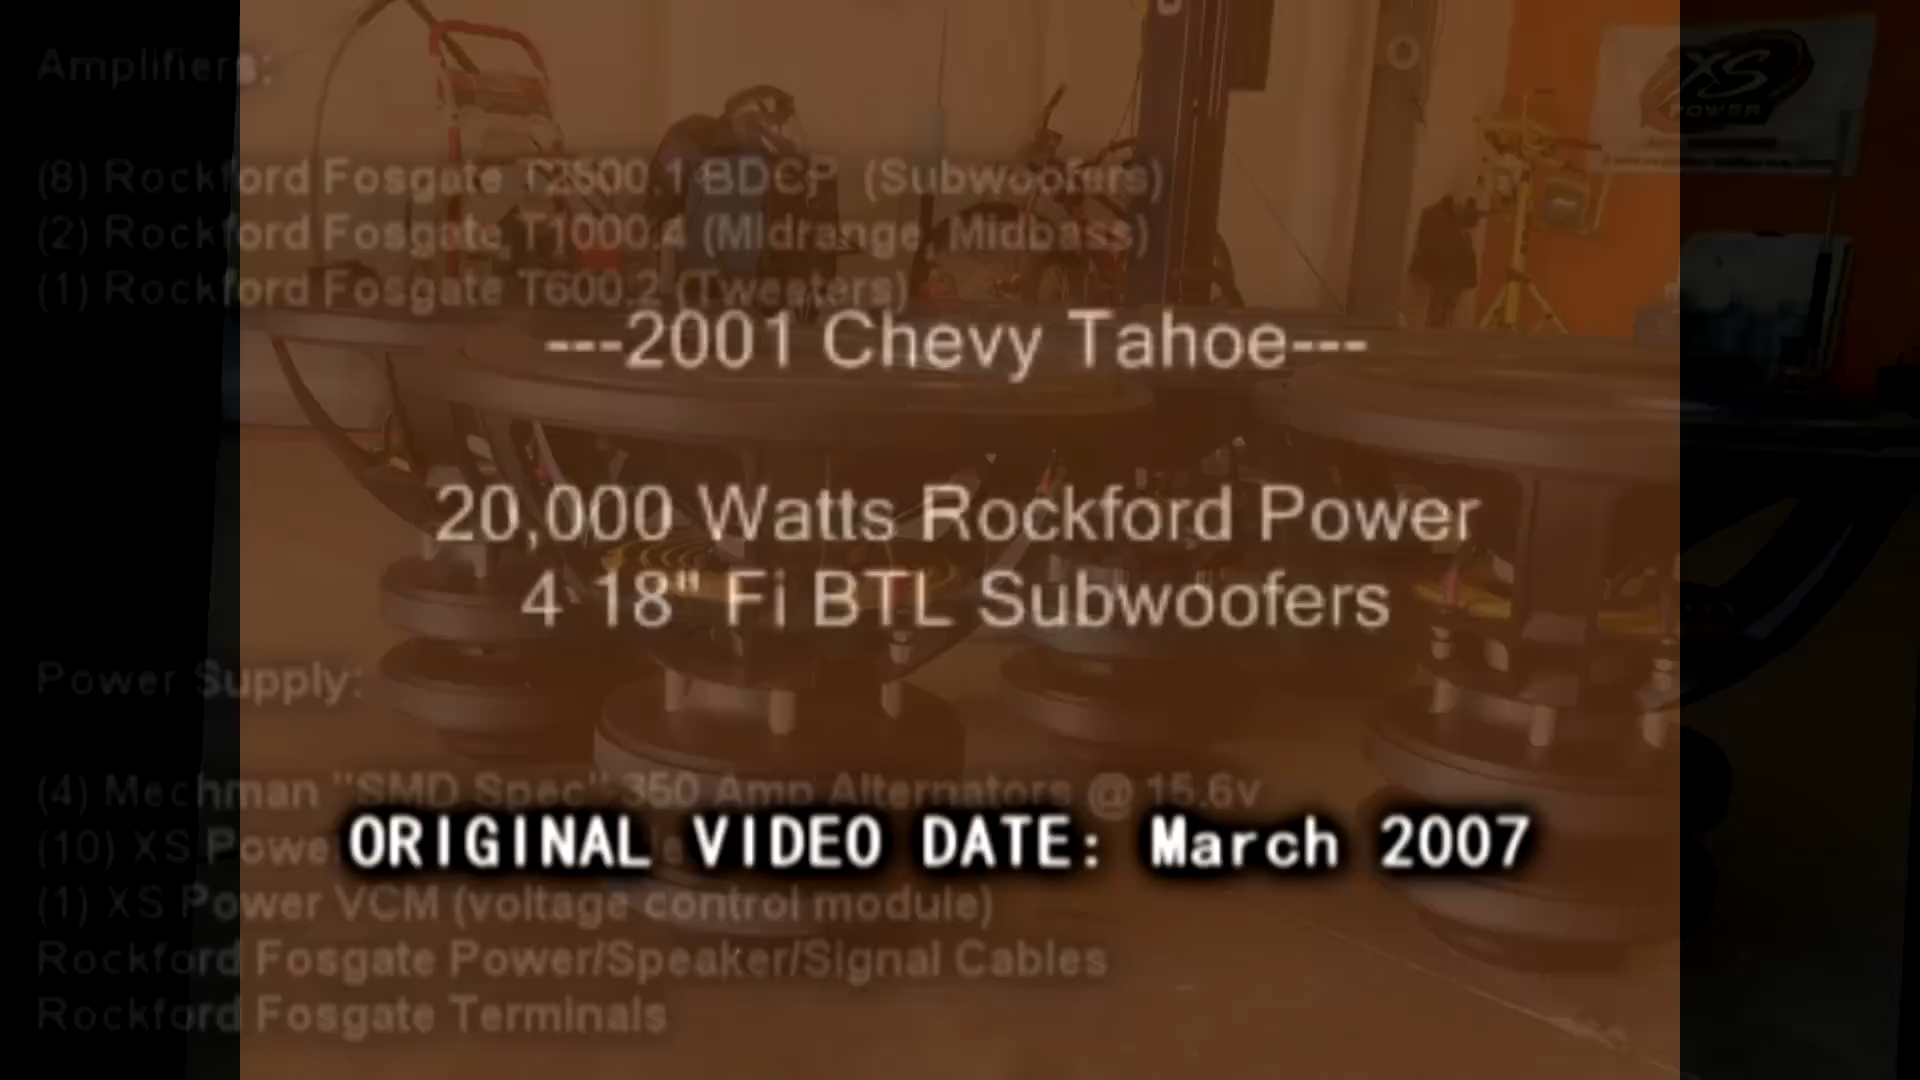 Amplifiers:
XS
POWER
(8) Rockford Fosgate T2500.1 BDCP (Subwoofers)
(2) Rockford Fosgate T1000.4 (Midrange, Midbass)
(1) Rockford Fosgate T600.2 (Tweeters)
---2001 Chevy Tahoe---
20,000 Watts Rockford Power
4 18" Fi BTL Subwoofers
Power Supply:
(4) Mechman "SMD Spec" 350 Amp Alternators @ 15.6v
(10) XS Power
ORIGINAL VIDEO DATE: March 2007
(1) XS Power VCM (voltage control module)
Rockford Fosgate Power/Speaker/Signal Cables
Rockford Fosgate Terminals